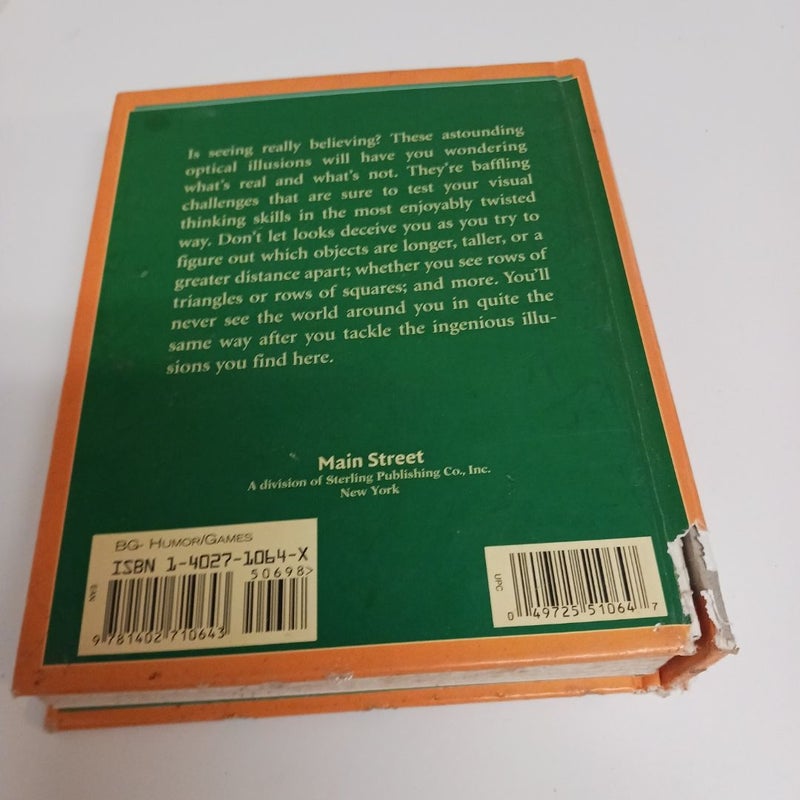 Is seeing really believing? These astounding
optical illusions will have you wondering
what's real and what's not. They're baffling
challenges that are sure to test your visual
thinking skills in the most enjoyably twisted
way. Don't let looks deceive you as you try to
figure out which objects are longer, taller, or a
greater distance apart; whether you see rows of
triangles or rows of squares; and more. You'll
never see the world around you in quite the
same way after you tackle the ingenious illu-
sions you find here.
Main Street
A division of Sterling Publishing Co., Inc.
New York
BG- Humor/Games
ISBN 1-4027-1064-X
50698>
EAN
9 781402 710643
UPC
0 49725 51064 7